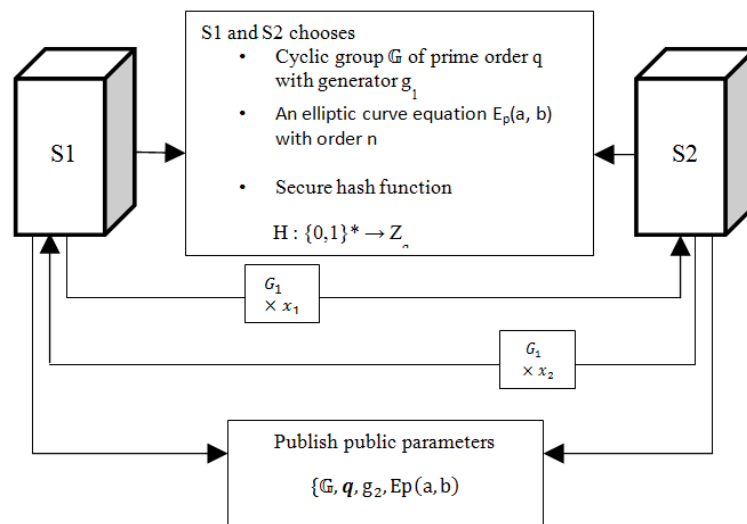 S1 and S2 chooses
• Cyclic group 𝔾 of prime order q
with generator g₁
• An elliptic curve equation Eₚ(a, b)
with order n
• Secure hash function
H : {0,1}* → Z
S1
S2
G₁
× x₁
G₁
× x₂
Publish public parameters
{𝔾, q, g₂, Ep(a, b)